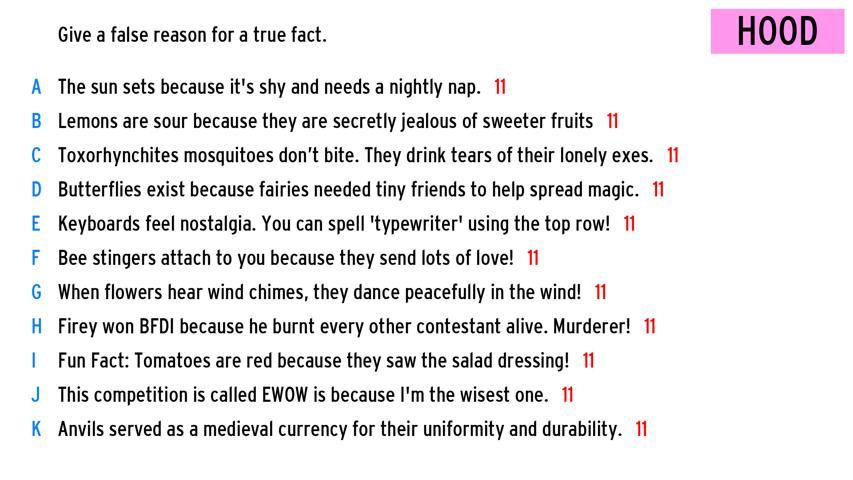 Give a false reason for a true fact.
HOOD
A The sun sets because it's shy and needs a nightly nap. 11
B Lemons are sour because they are secretly jealous of sweeter fruits 11
C Toxorhynchites mosquitoes don’t bite. They drink tears of their lonely exes. 11
D Butterflies exist because fairies needed tiny friends to help spread magic. 11
E Keyboards feel nostalgia. You can spell 'typewriter' using the top row! 11
F Bee stingers attach to you because they send lots of love! 11
G When flowers hear wind chimes, they dance peacefully in the wind! 11
H Firey won BFDI because he burnt every other contestant alive. Murderer! 11
I Fun Fact: Tomatoes are red because they saw the salad dressing! 11
J This competition is called EWOW is because I'm the wisest one. 11
K Anvils served as a medieval currency for their uniformity and durability. 11